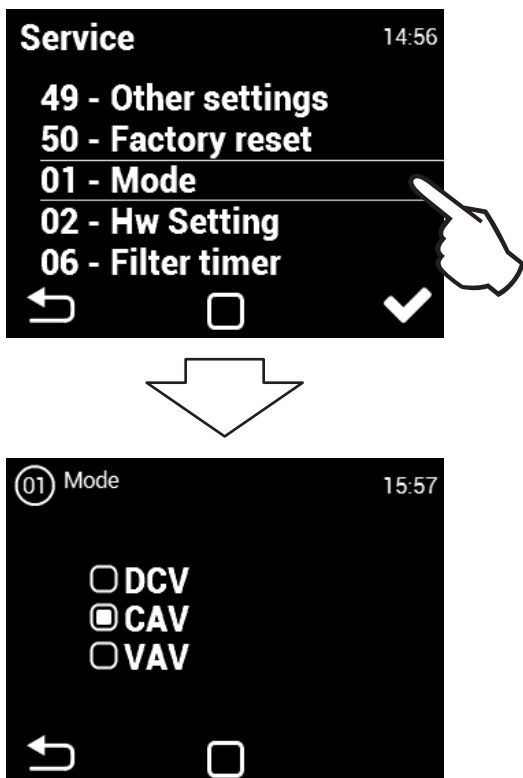 Service 14:56
49 - Other settings
50 - Factory reset
01 - Mode
02 - Hw Setting
06 - Filter timer
01 Mode 15:57
DCV
CAV
VAV